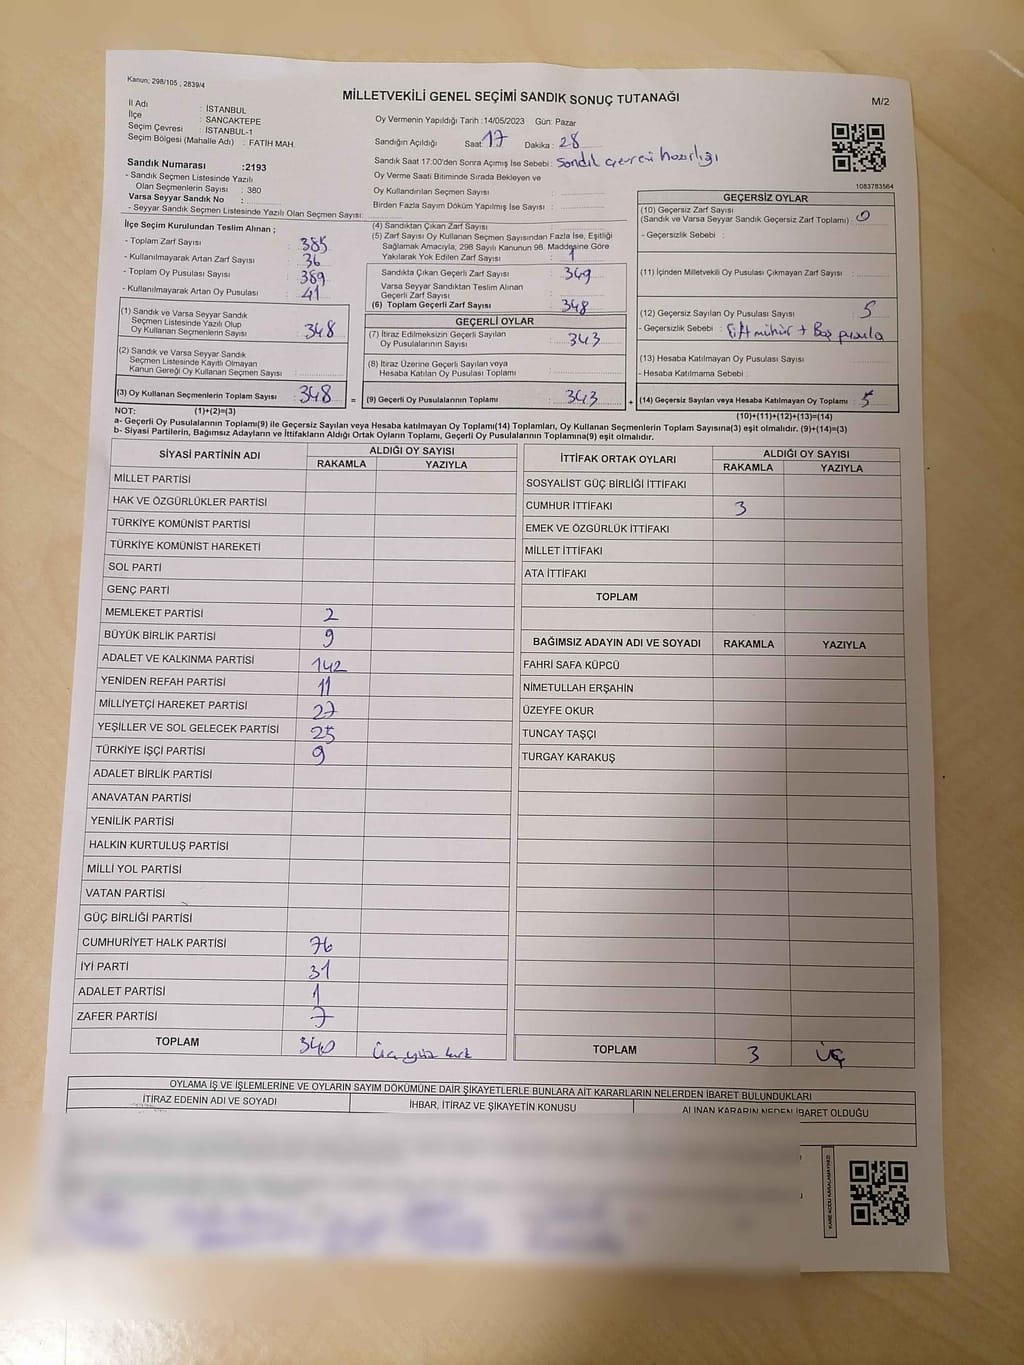 Kanun; 298/105 , 2839/4
MİLLETVEKİLİ GENEL SEÇİMİ SANDIK SONUÇ TUTANAĞI
M/2
İl Adı : İSTANBUL
İlçe : SANCAKTEPE
Seçim Çevresi : İSTANBUL-1
Seçim Bölgesi (Mahalle Adı) : FATİH MAH.
Oy Vermenin Yapıldığı Tarih :14/05/2023 Gün: Pazar
Sandığın Açıldığı Saat: 17 Dakika : 28
Sandık Saat 17:00'den Sonra Açımış İse Sebebi : sandık çevresi hazırlığı
Oy Verme Saati Bitiminde Sırada Bekleyen ve
Oy Kullandırılan Seçmen Sayısı :
Birden Fazla Sayım Döküm Yapılmış İse Sayısı :
1083783564
Sandık Numarası :2193
- Sandık Seçmen Listesinde Yazılı
Olan Seçmenlerin Sayısı : 380
Varsa Seyyar Sandık No :
- Seyyar Sandık Seçmen Listesinde Yazılı Olan Seçmen Sayısı:
İlçe Seçim Kurulundan Teslim Alınan ;
- Toplam Zarf Sayısı : 385
- Kullanılmayarak Artan Zarf Sayısı : 36
- Toplam Oy Pusulası Sayısı : 389
- Kullanılmayarak Artan Oy Pusulası : 41
(1) Sandık ve Varsa Seyyar Sandık
Seçmen Listesinde Yazılı Olup
Oy Kullanan Seçmenlerin Sayısı : 348
(2) Sandık ve Varsa Seyyar Sandık
Seçmen Listesinde Kayıtlı Olmayan
Kanun Gereği Oy Kullanan Seçmen Sayısı :
(3) Oy Kullanan Seçmenlerin Toplam Sayısı : 348 =
(4) Sandıktan Çıkan Zarf Sayısı :
(5) Zarf Sayısı Oy Kullanan Seçmen Sayısından Fazla İse, Eşitliği
Sağlamak Amacıyla, 298 Sayılı Kanunun 98. Maddesine Göre
Yakılarak Yok Edilen Zarf Sayısı : 1
Sandıkta Çıkan Geçerli Zarf Sayısı : 349
Varsa Seyyar Sandıktan Teslim Alınan
Geçerli Zarf Sayısı :
(6) Toplam Geçerli Zarf Sayısı : 348
GEÇERLİ OYLAR
(7) İtiraz Edilmeksizin Geçerli Sayılan
Oy Pusulalarının Sayısı : 343
(8) İtiraz Üzerine Geçerli Sayılan veya
Hesaba Katılan Oy Pusulası Toplamı :
(9) Geçerli Oy Pusulalarının Toplamı : 343 +
GEÇERSİZ OYLAR
(10) Geçersiz Zarf Sayısı
(Sandık ve Varsa Seyyar Sandık Geçersiz Zarf Toplamı) : 0
- Geçersizlik Sebebi :
(11) İçinden Milletvekili Oy Pusulası Çıkmayan Zarf Sayısı :
(12) Geçersiz Sayılan Oy Pusulası Sayısı : 5
- Geçersizlik Sebebi : Çift mühür + Boş pusula
(13) Hesaba Katılmayan Oy Pusulası Sayısı :
- Hesaba Katılmama Sebebi :
(14) Geçersiz Sayılan veya Hesaba Katılmayan Oy Toplamı : 5
NOT: (1)+(2)=(3) (10)+(11)+(12)+(13)=(14)
a- Geçerli Oy Pusulaları Toplamı(9) ile Geçersiz Sayılan veya Hesaba katılmayan Oy Toplamı(14) Toplamları, Oy Kullanan Seçmenlerin Toplam Sayısına(3) eşit olmalıdır. (9)+(14)=(3)
b- Siyasi Partilerin, Bağımsız Adayların ve İttifakların Aldığı Ortak Oyların Toplamı, Geçerli Oy Pusulalarının Toplamına(9) eşit olmalıdır.
SİYASİ PARTİNİN ADI ALDIĞI OY SAYISI
RAKAMLA YAZIYLA
MİLLET PARTİSİ
HAK VE ÖZGÜRLÜKLER PARTİSİ
TÜRKİYE KOMÜNİST PARTİSİ
TÜRKİYE KOMÜNİST HAREKETİ
SOL PARTİ
GENÇ PARTİ
MEMLEKET PARTİSİ 2
BÜYÜK BİRLİK PARTİSİ 9
ADALET VE KALKINMA PARTİSİ 142
YENİDEN REFAH PARTİSİ 11
MİLLİYETÇİ HAREKET PARTİSİ 27
YEŞİLLER VE SOL GELECEK PARTİSİ 25
TÜRKİYE İŞÇİ PARTİSİ 9
ADALET BİRLİK PARTİSİ
ANAVATAN PARTİSİ
YENİLİK PARTİSİ
HALKIN KURTULUŞ PARTİSİ
MİLLİ YOL PARTİSİ
VATAN PARTİSİ
GÜÇ BİRLİĞİ PARTİSİ
CUMHURİYET HALK PARTİSİ 76
İYİ PARTİ 31
ADALET PARTİSİ 1
ZAFER PARTİSİ 7
TOPLAM 340 üçyüz kırk
İTTİFAK ORTAK OYLARI ALDIĞI OY SAYISI
RAKAMLA YAZIYLA
SOSYALİST GÜÇ BİRLİĞİ İTTİFAKI
CUMHUR İTTİFAKI 3
EMEK VE ÖZGÜRLÜK İTTİFAKI
MİLLET İTTİFAKI
ATA İTTİFAKI
TOPLAM
BAĞIMSIZ ADAYIN ADI VE SOYADI RAKAMLA YAZIYLA
FAHRİ SAFA KÜPCÜ
NİMETULLAH ERŞAHİN
ÜZEYFE OKUR
TUNCAY TAŞÇI
TURGAY KARAKUŞ
TOPLAM 3 üç
OYLAMA İŞ VE İŞLEMLERİNE VE OYLARIN SAYIM DÖKÜMÜNE DAİR ŞİKAYETLERLE BUNLARA AİT KARARLARIN NELERDEN İBARET BULUNDUKLARI
İTİRAZ EDENİN ADI VE SOYADI İHBAR, İTİRAZ VE ŞİKAYETİN KONUSU ALINAN KARARIN NEDEN İBARET OLDUĞU
KARE KODU KARALAMAYINIZ!